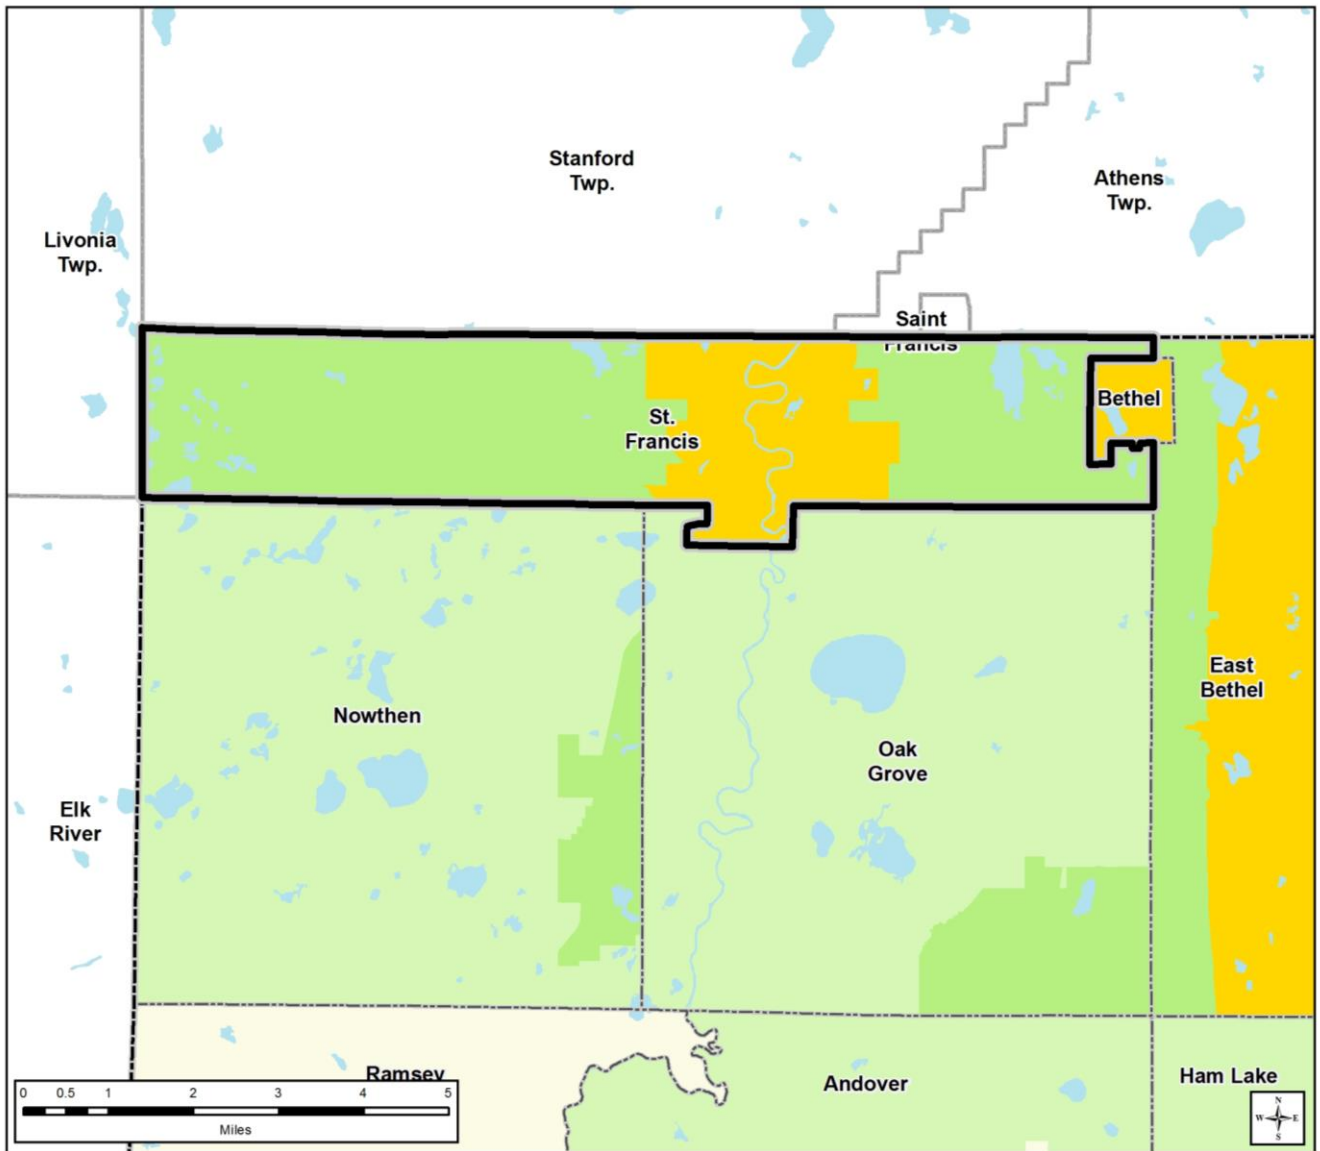 Stanford
Twp.
Athens
Twp.
Livonia
Twp.
Saint
Francis
Bethel
St.
Francis
East
Bethel
Nowthen
Oak
Grove
Elk
River
Ramsey
Andover
Ham Lake
0 0.5 1 2 3 4 5
Miles
N
W E
S